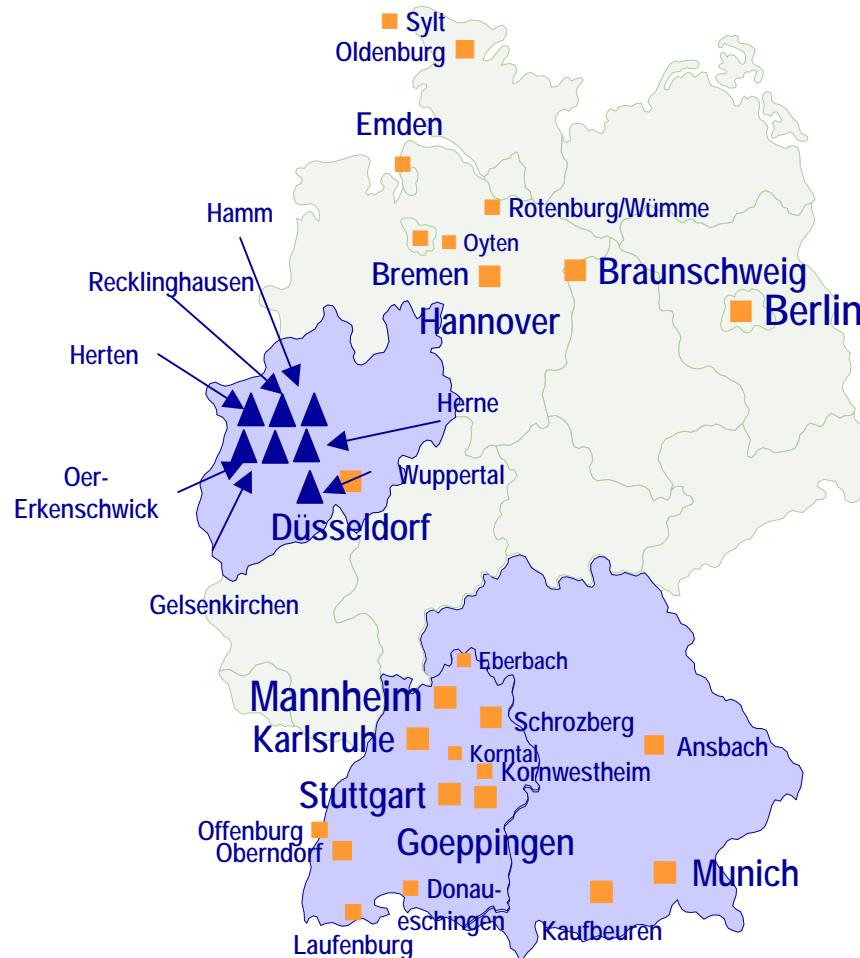 Sylt
Oldenburg
Emden
Hamm
Rotenburg/Wümme
Oyten
Recklinghausen
Bremen
Braunschweig
Berlin
Hannover
Herten
Herne
Oer-
Erkenschwick
Wuppertal
Düsseldorf
Gelsenkirchen
Eberbach
Mannheim
Schrozberg
Karlsruhe
Korntal
Ansbach
Kornwestheim
Stuttgart
Offenburg
Goeppingen
Oberndorf
Munich
Donau-
eschingen
Kaufbeuren
Laufenburg